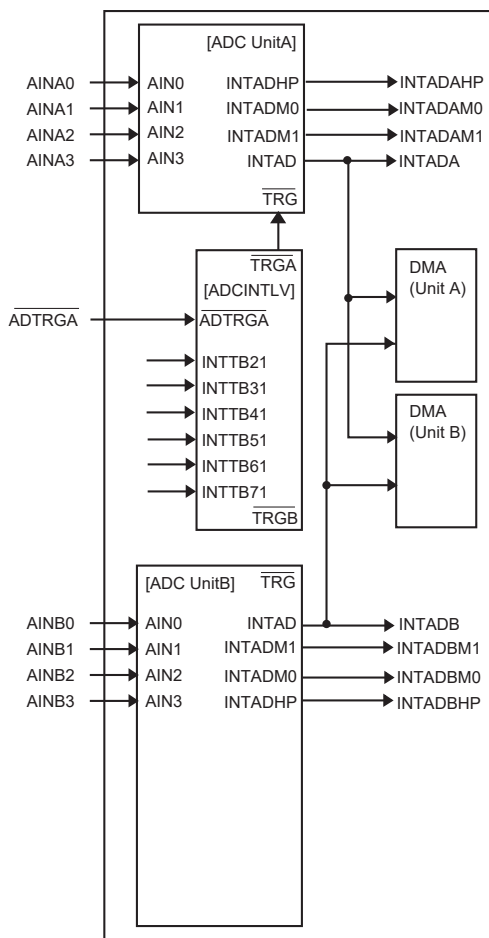 [ADC UnitA]
AINA0 AIN0 INTADHP INTADAHP
AINA1 AIN1 INTADM0 INTADAM0
AINA2 AIN2 INTADM1 INTADAM1
AINA3 AIN3 INTAD INTADA
TRG
TRGA
[ADCINTLV]
ADTRGA ADTRGA
INTTB21
INTTB31
INTTB41
INTTB51
INTTB61
INTTB71
TRGB
DMA
(Unit A)
DMA
(Unit B)
[ADC UnitB] TRG
AINB0 AIN0 INTAD INTADB
AINB1 AIN1 INTADM1 INTADBM1
AINB2 AIN2 INTADM0 INTADBM0
AINB3 AIN3 INTADHP INTADBHP